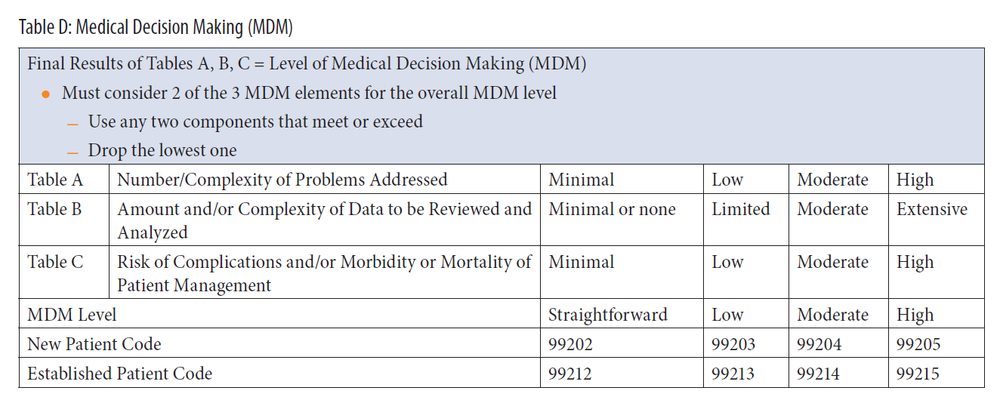 Table D: Medical Decision Making (MDM)
Final Results of Tables A, B, C = Level of Medical Decision Making (MDM)
• Must consider 2 of the 3 MDM elements for the overall MDM level
– Use any two components that meet or exceed
– Drop the lowest one
Table A Number/Complexity of Problems Addressed Minimal Low Moderate High
Table B Amount and/or Complexity of Data to be Reviewed and Minimal or none Limited Moderate Extensive
Analyzed
Table C Risk of Complications and/or Morbidity or Mortality of Minimal Low Moderate High
Patient Management
MDM Level Straightforward Low Moderate High
New Patient Code 99202 99203 99204 99205
Established Patient Code 99212 99213 99214 99215